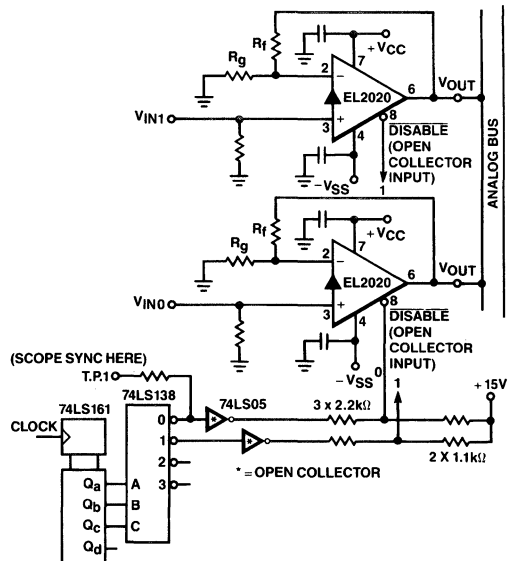 Rf
+VCC
7
Rg
2
−
EL2020
6
VOUT
VIN1
3
+
4
8
DISABLE
(OPEN
COLLECTOR
INPUT)
−VSS
1
ANALOG BUS
Rf
+VCC
7
Rg
2
−
EL2020
6
VOUT
VIN0
3
+
4
8
DISABLE
(OPEN
COLLECTOR
INPUT)
−VSS
0
(SCOPE SYNC HERE)
T.P.1
+15V
74LS161
74LS138
74LS05
3 x 2.2kΩ
1
CLOCK
0
*
1
*
2 X 1.1kΩ
2
* = OPEN COLLECTOR
3
Qa
A
Qb
B
Qc
C
Qd